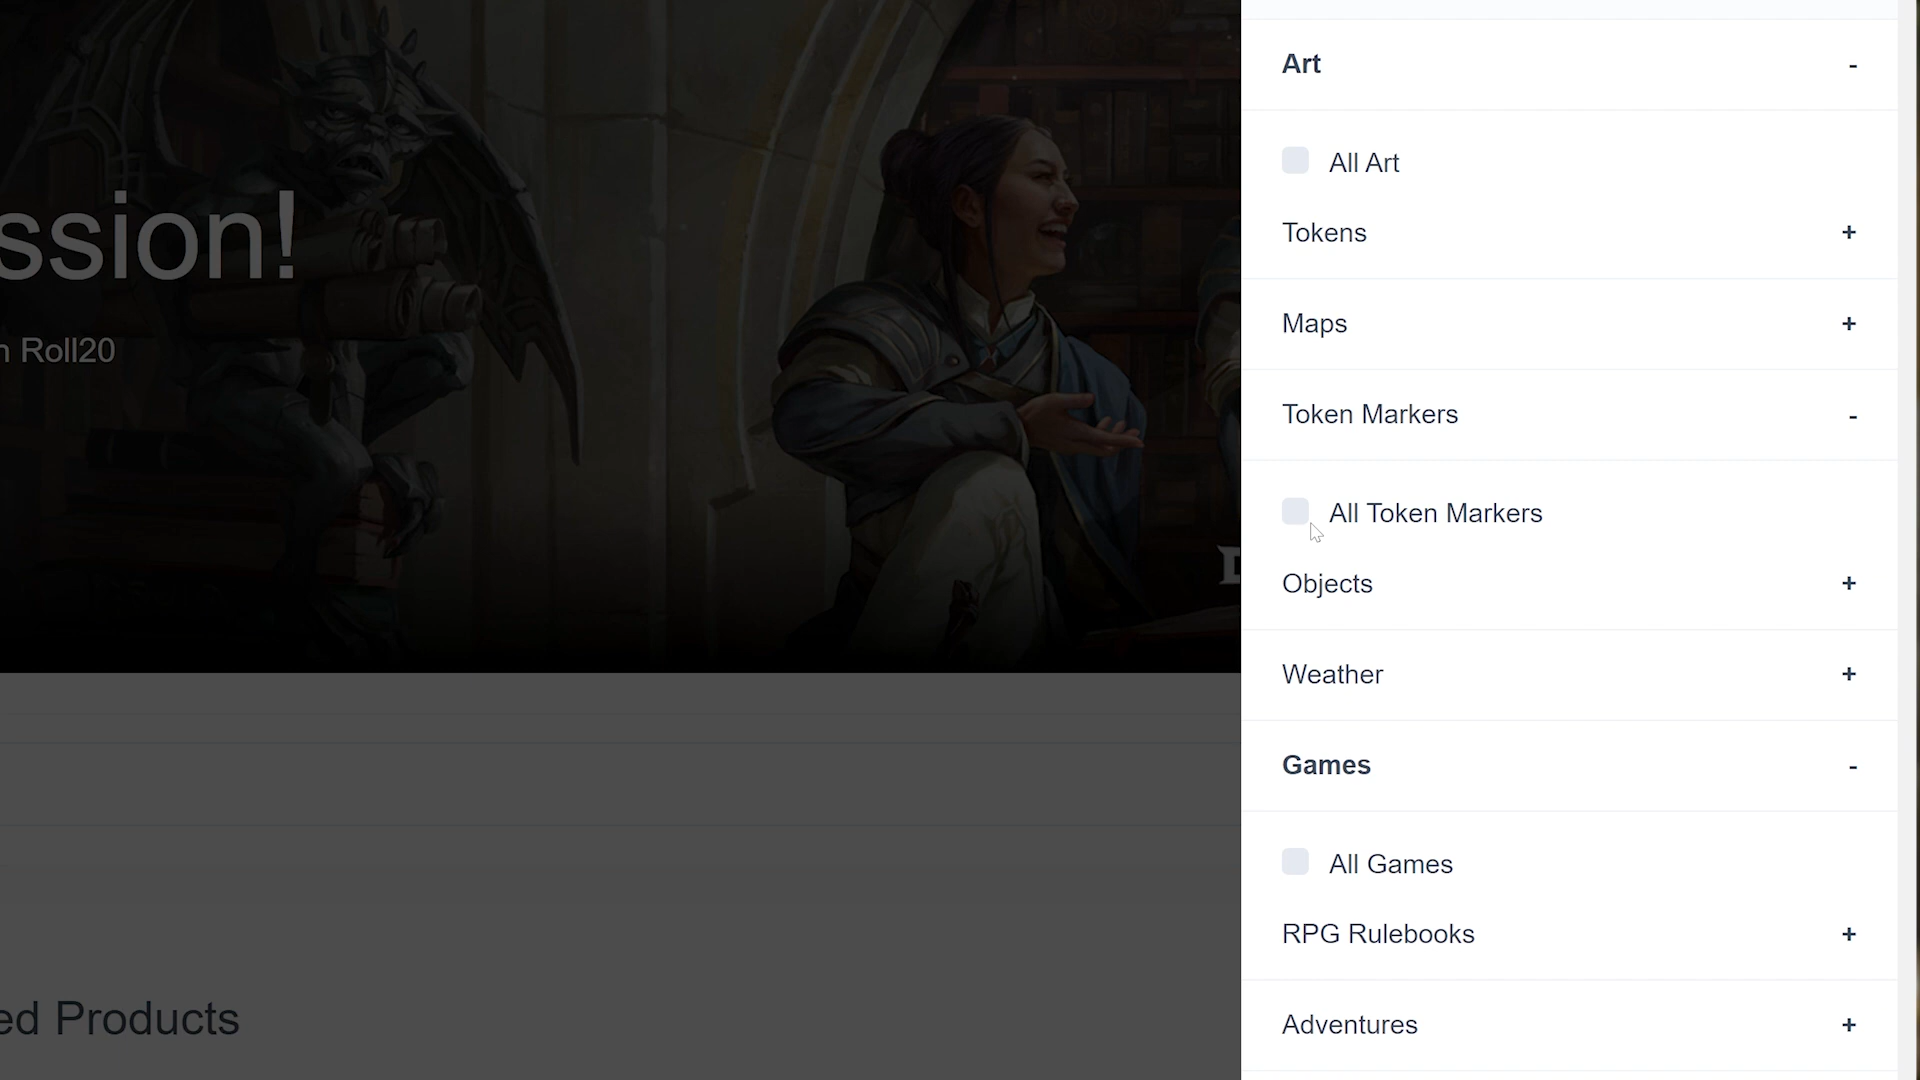 Art -
All Art
Tokens +
Maps +
Token Markers -
All Token Markers
Objects +
Weather +
Games -
All Games
RPG Rulebooks +
Adventures +
ssion!
n Roll20
ed Products